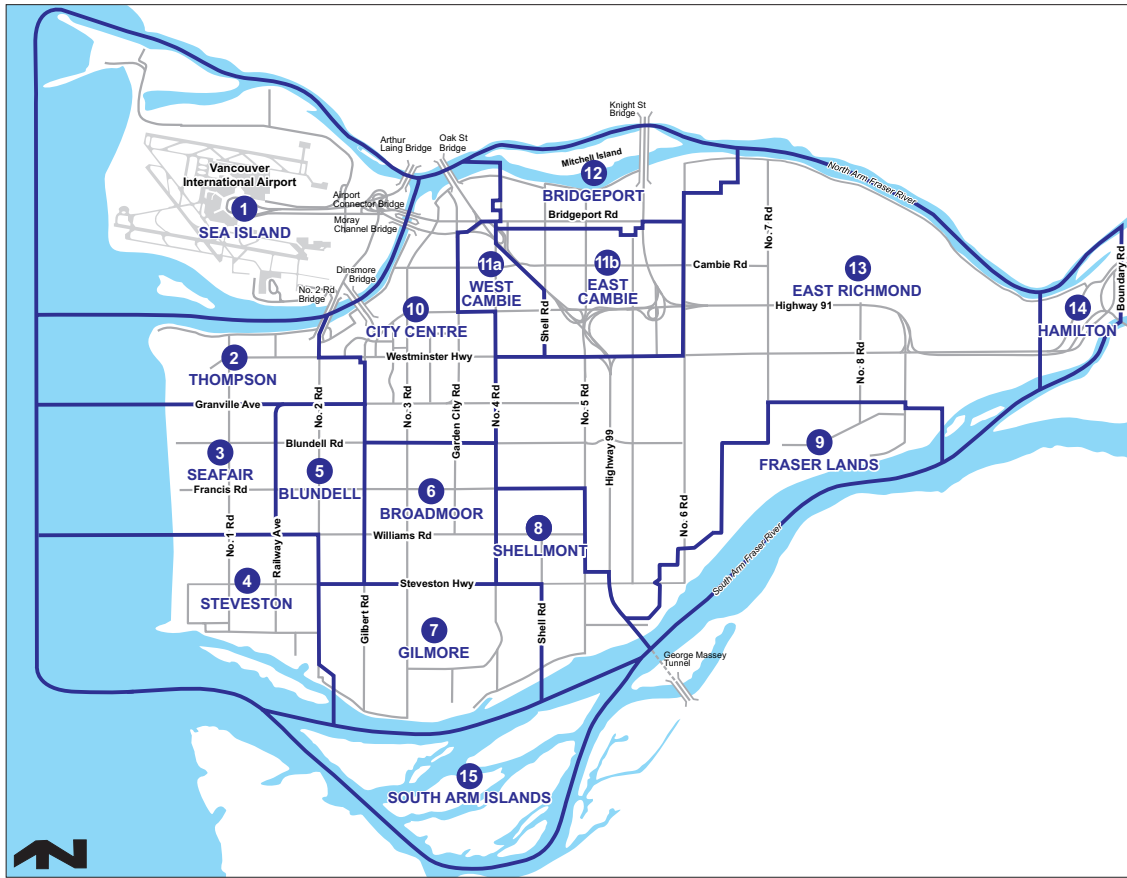 Knight St
Bridge
Arthur
Laing Bridge
Oak St
Bridge
Mitchell Island
12
BRIDGEPORT
Vancouver
International Airport
1
SEA ISLAND
Airport
Connector Bridge
Moray
Channel Bridge
Bridgeport Rd
North Arm Fraser River
No. 7 Rd
Boundary Rd
Dinsmore
Bridge
No. 2 Rd
Bridge
11a
WEST
CAMBIE
11b
EAST
CAMBIE
Cambie Rd
13
EAST RICHMOND
Highway 91
14
HAMILTON
10
CITY CENTRE
Shell Rd
Westminster Hwy
2
THOMPSON
Granville Ave
No. 2 Rd
No. 3 Rd
Garden City Rd
No. 4 Rd
No. 5 Rd
No. 8 Rd
Blundell Rd
3
SEAFAIR
Francis Rd
5
BLUNDELL
6
BROADMOOR
Highway 99
9
FRASER LANDS
No. 1 Rd
Railway Ave
Williams Rd
8
SHELLMONT
No. 6 Rd
4
STEVESTON
Steveston Hwy
Gilbert Rd
7
GILMORE
Shell Rd
South Arm Fraser River
George Massey
Tunnel
15
SOUTH ARM ISLANDS
N